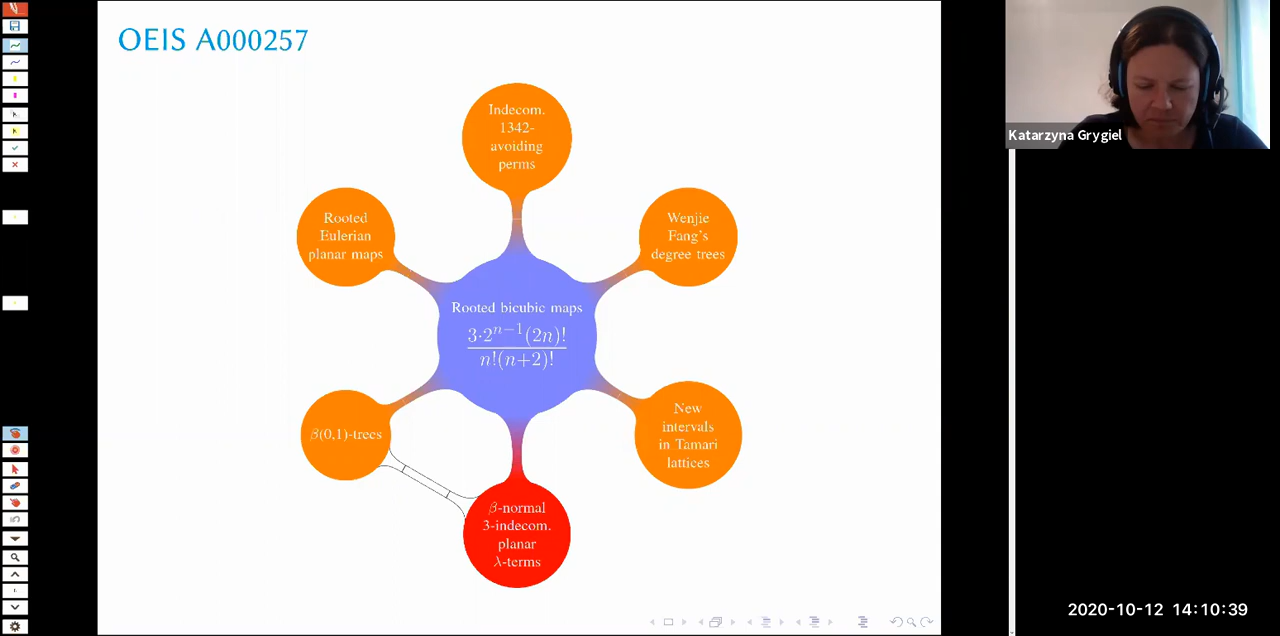 OEIS A000257
Indecom.
1342-
avoiding
perms
Rooted
Eulerian
planar maps
Wenjie
Fang's
degree trees
Rooted bicubic maps
3·2^{n−1}(2n)!
n!(n+2)!
β(0,1)-trees
New
intervals
in Tamari
lattices
β-normal
3-indecom.
planar
λ-terms
Katarzyna Grygiel
2020-10-12 14:10:39